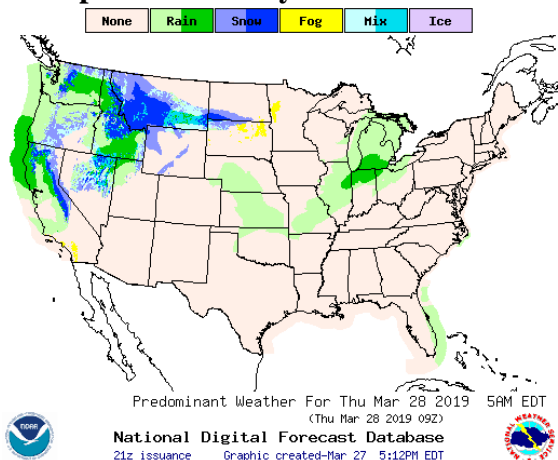 None Rain Snow Fog Mix Ice
Predominant Weather For Thu Mar 28 2019 5AM EDT
(Thu Mar 28 2019 09Z)
National Digital Forecast Database
21z issuance Graphic created-Mar 27 5:12PM EDT
noaa